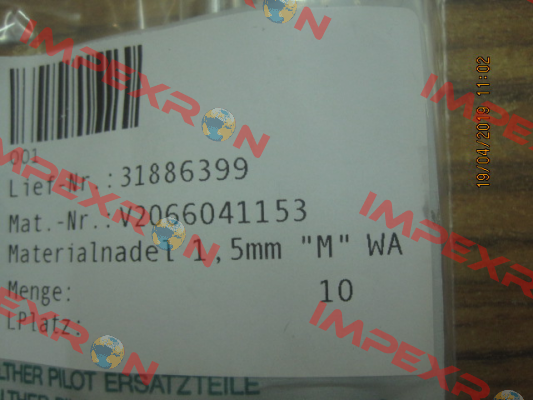 001
Lief-Nr.:31886399
Mat.-Nr.:V2066041153
Materialnadel 1,5mm "M" WA
Menge: 10
LPlatz:
LTHER PILOT ERSATZTEILE
19/04/2019 11:02
IMPEXRON
IMPEXRON
IMPEXRON
IMPEXRON